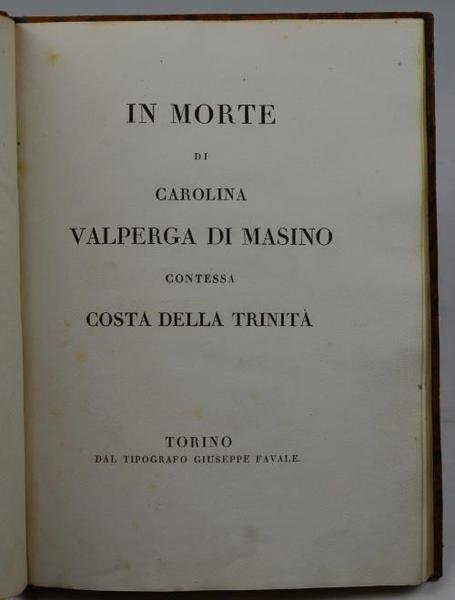 IN MORTE
DI
CAROLINA
VALPERGA DI MASINO
CONTESSA
COSTA DELLA TRINITÀ
TORINO
DAL TIPOGRAFO GIUSEPPE FAVALE.